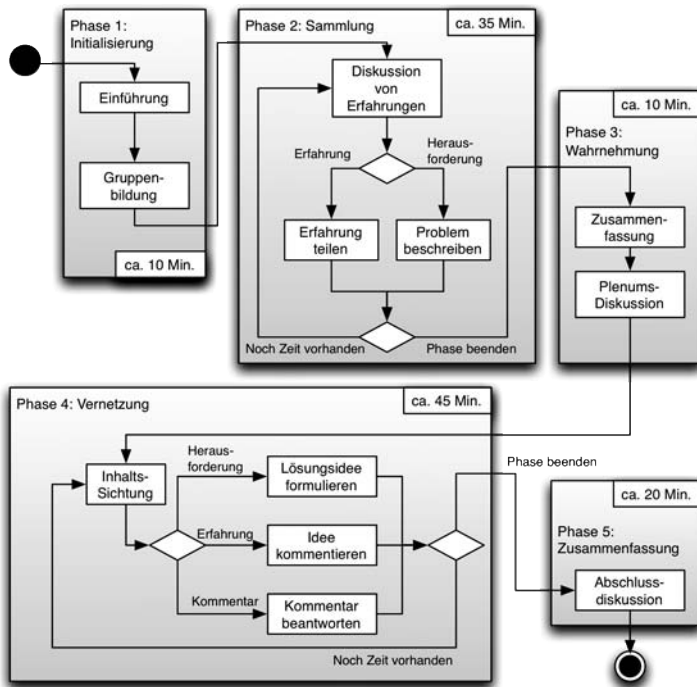 Phase 1:
Initialisierung
Einführung
Gruppen-
bildung
ca. 10 Min.
Phase 2: Sammlung
ca. 35 Min.
Diskussion
von
Erfahrungen
Erfahrung
Heraus-
forderung
Erfahrung
teilen
Problem
beschreiben
Noch Zeit vorhanden
Phase beenden
ca. 10 Min.
Phase 3:
Wahrnehmung
Zusammen-
fassung
Plenums-
Diskussion
Phase 4: Vernetzung
ca. 45 Min.
Inhalts-
Sichtung
Heraus-
forderung
Lösungsidee
formulieren
Erfahrung
Idee
kommentieren
Kommentar
Kommentar
beantworten
Noch Zeit vorhanden
Phase beenden
ca. 20 Min.
Phase 5:
Zusammenfassung
Abschluss-
diskussion